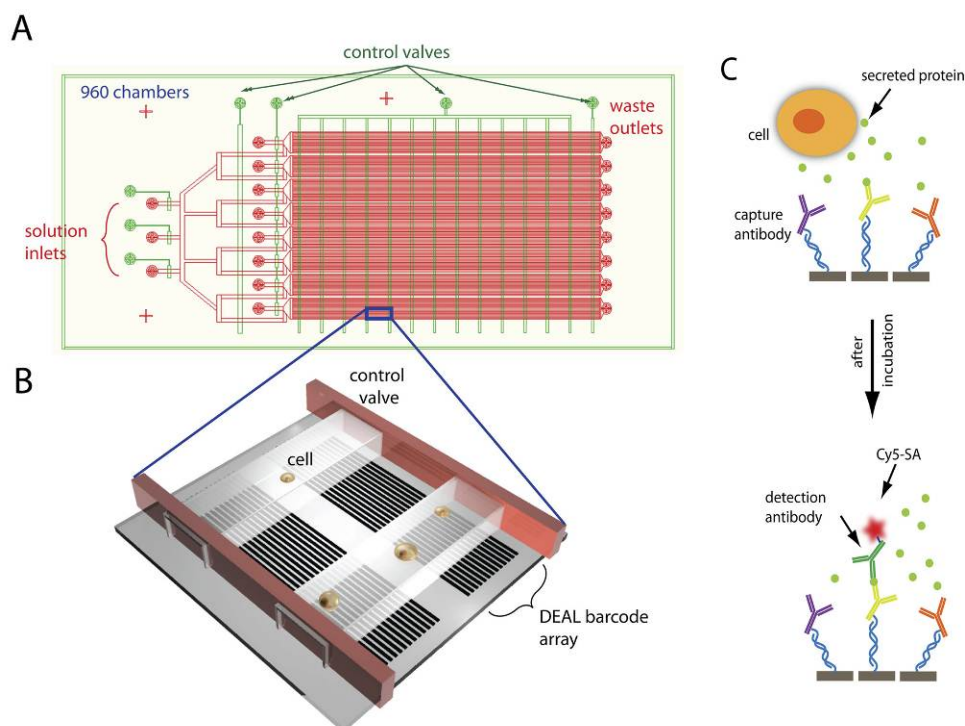 A
control valves
960 chambers
waste
outlets
solution
inlets
B
control
valve
cell
DEAL barcode
array
C
secreted protein
cell
capture
antibody
after
incubation
Cy5-SA
detection
antibody